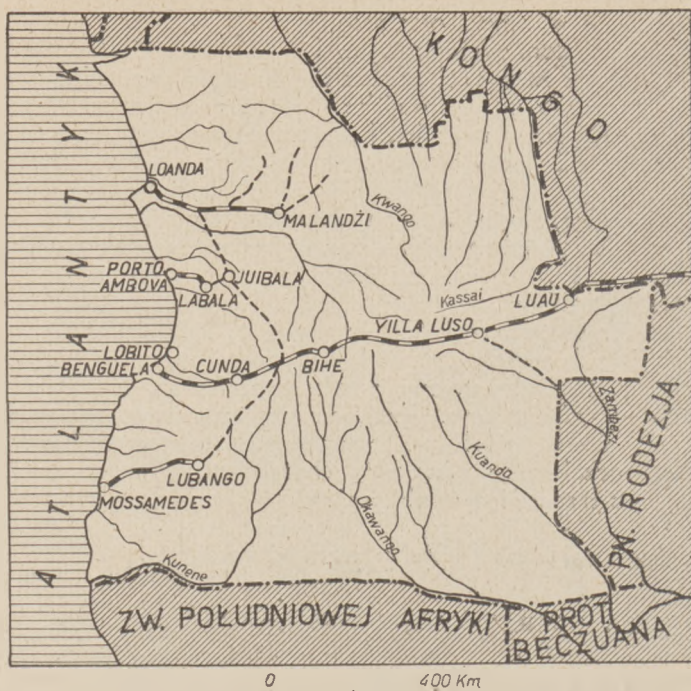 KONGO
ATLANTYK
LOANDA
MALANDŻI
Kwango
PORTO
AMBOVA
JUIBALA
LABALA
Kassai
LUAU
VILLA LUSO
LOBITO
BENGUELA
CUNDA
BIHE
Zambezi
LUBANGO
MOSSAMEDES
Kuando
Okawango
Kunene
PN. RODEZJA
ZW. POŁUDNIOWEJ AFRYKI
PROT.
BECZUANA
0 400 Km